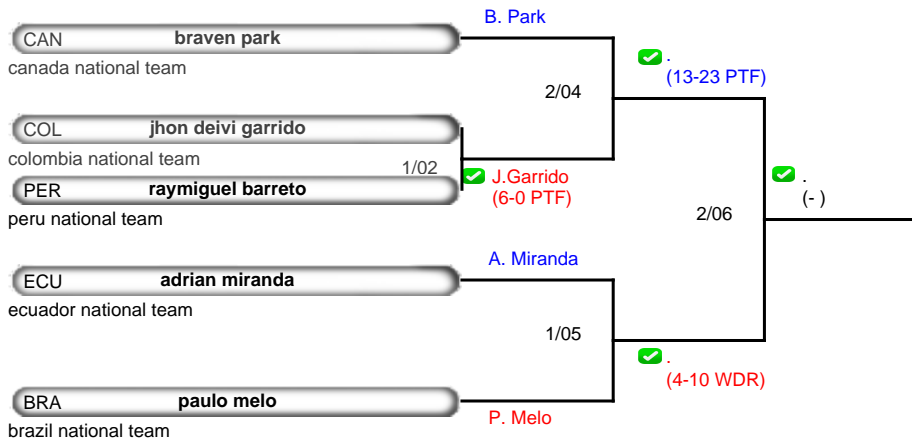 B. Park
CAN braven park
canada national team
.
(13-23 PTF)
2/04
COL jhon deivi garrido
colombia national team
1/02
J.Garrido
(6-0 PTF)
PER raymiguel barreto
peru national team
.
(- )
2/06
A. Miranda
ECU adrian miranda
ecuador national team
1/05
.
(4-10 WDR)
BRA paulo melo
P. Melo
brazil national team